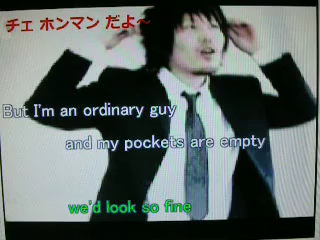 チェ ホンマン だよ～
But I'm an ordinary guy
and my pockets are empty
we'd look so fine